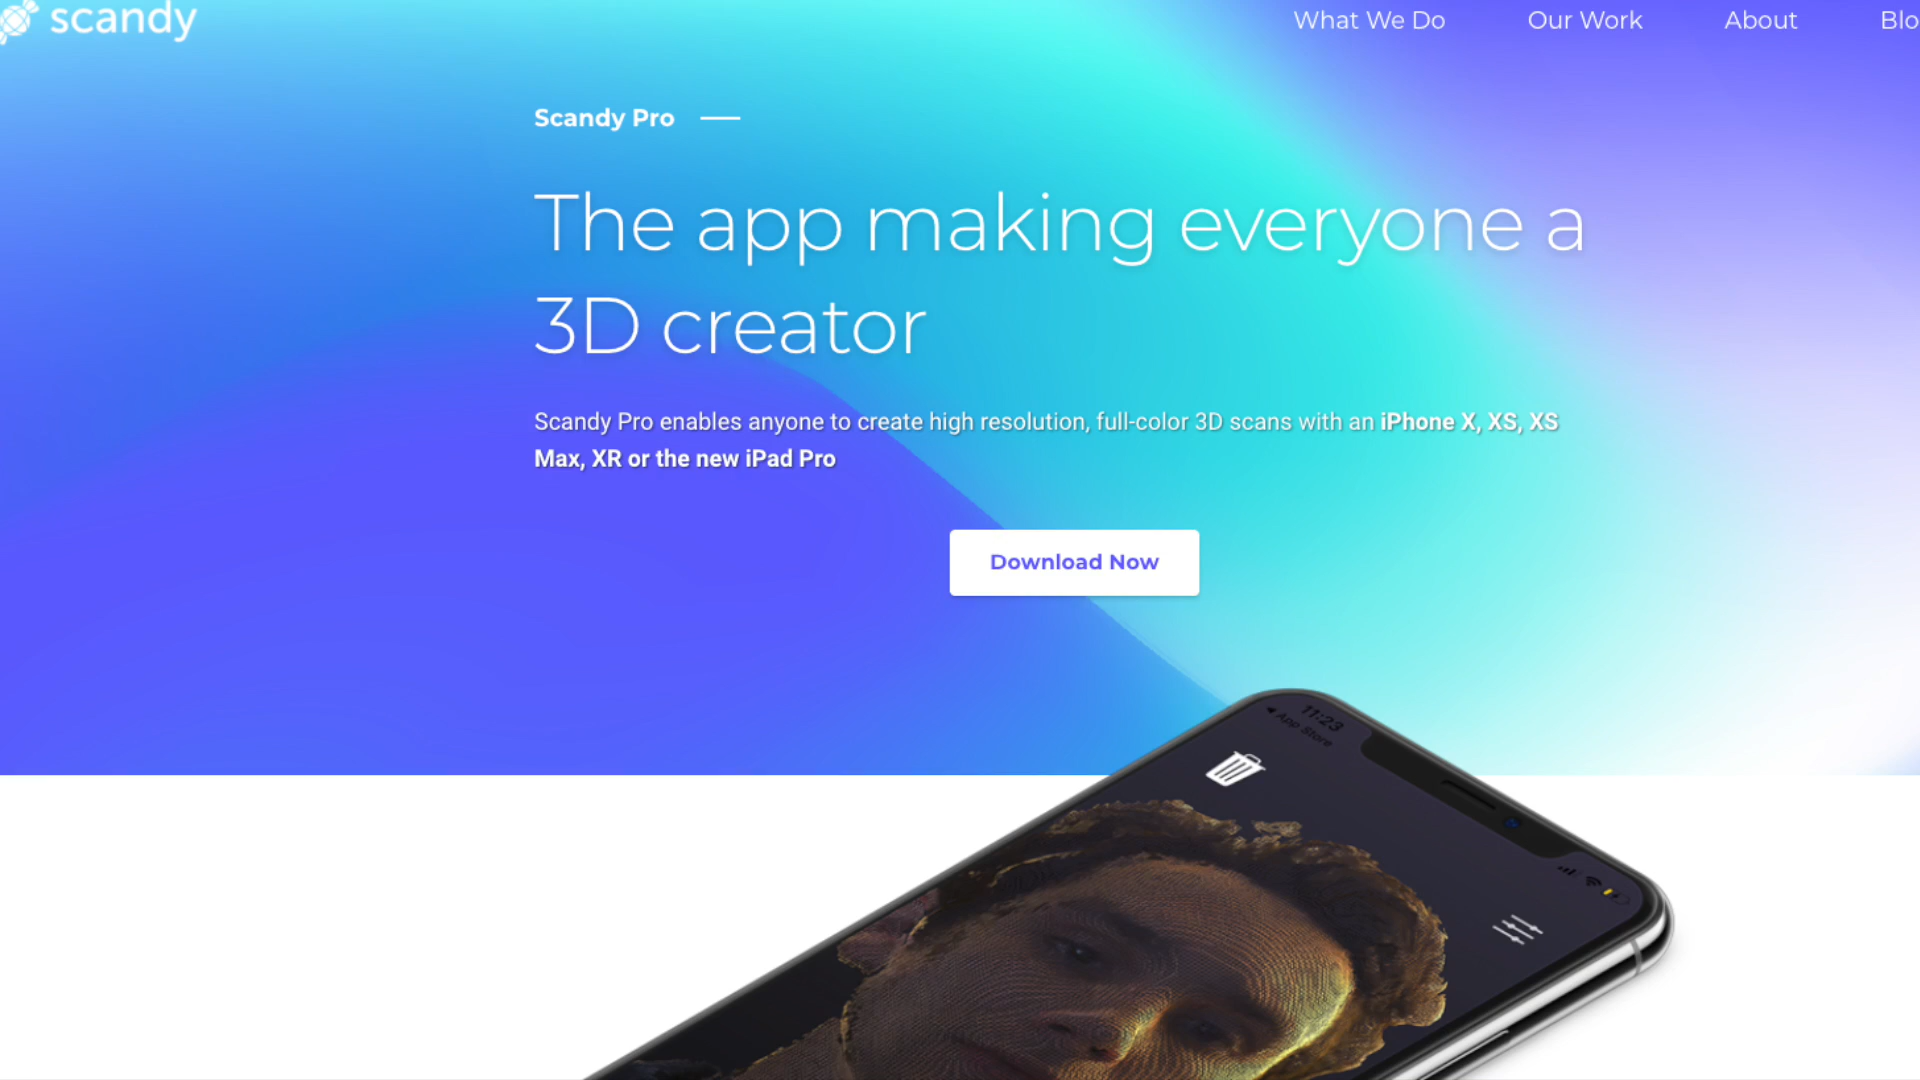 scandy
What We Do
Our Work
About
Blo
Scandy Pro
The app making everyone a
3D creator
Scandy Pro enables anyone to create high resolution, full-color 3D scans with an iPhone X, XS, XS
Max, XR or the new iPad Pro
Download Now
11:23
App Store